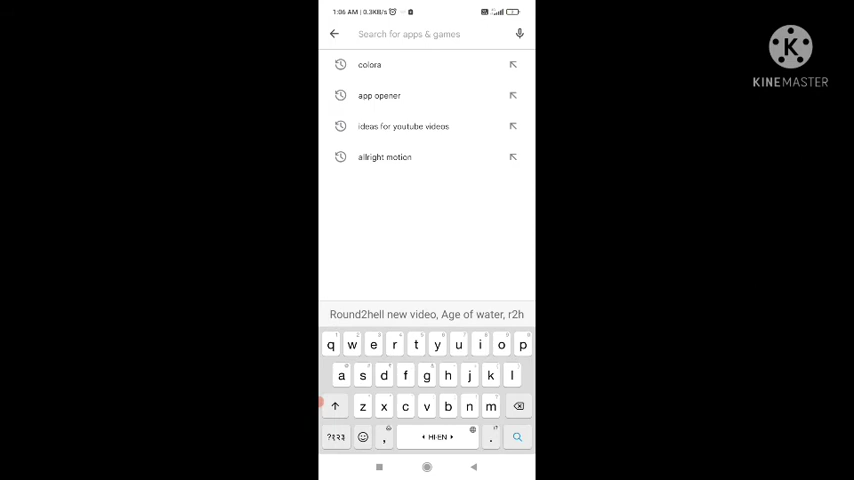 1:06 AM | 0.3KB/s
Search for apps & games
K
KINEMASTER
colora
app opener
ideas for youtube videos
allright motion
Round2hell new video, Age of water, r2h
q w e r t y u i o p
a s d f g h j k l
z x c v b n m
?१२३ , HI-EN .